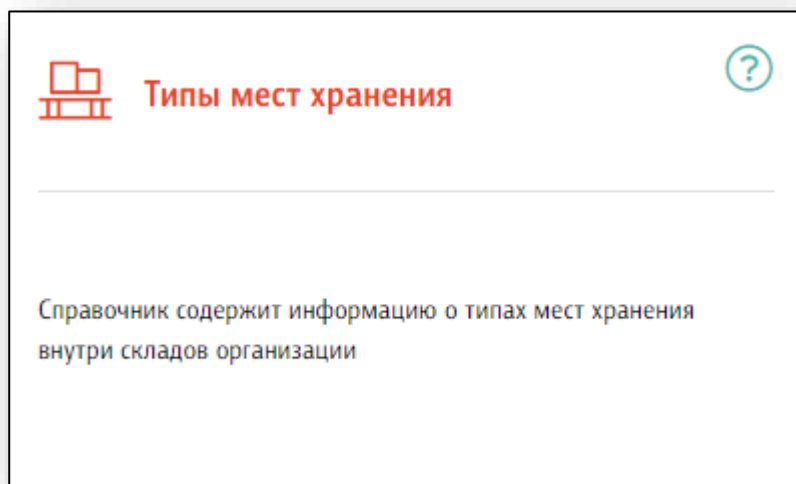 Типы мест хранения
?
Справочник содержит информацию о типах мест хранения
внутри складов организации